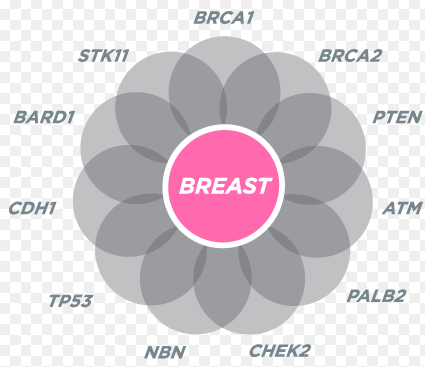 BRCA1
STK11
BRCA2
BARD1
PTEN
BREAST
CDH1
ATM
TP53
PALB2
NBN
CHEK2